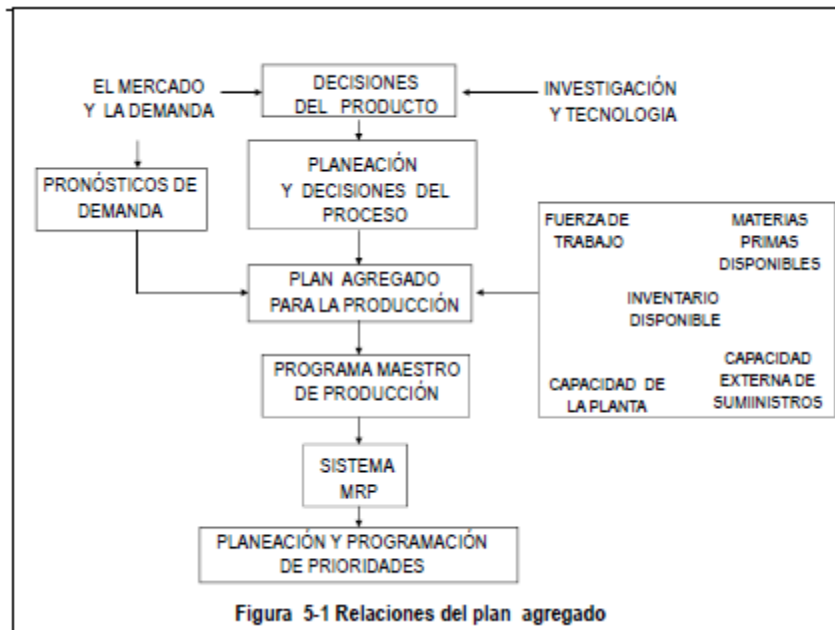 EL MERCADO
Y LA DEMANDA
DECISIONES
DEL PRODUCTO
INVESTIGACIÓN
Y TECNOLOGIA
PRONÓSTICOS DE
DEMANDA
PLANEACIÓN
Y DECISIONES DEL
PROCESO
FUERZA DE
TRABAJO
MATERIAS
PRIMAS
DISPONIBLES
PLAN AGREGADO
PARA LA PRODUCCIÓN
INVENTARIO
DISPONIBLE
PROGRAMA MAESTRO
DE PRODUCCIÓN
CAPACIDAD DE
LA PLANTA
CAPACIDAD
EXTERNA DE
SUMIINISTROS
SISTEMA
MRP
PLANEACIÓN Y PROGRAMACIÓN
DE PRIORIDADES
Figura 5-1 Relaciones del plan agregado